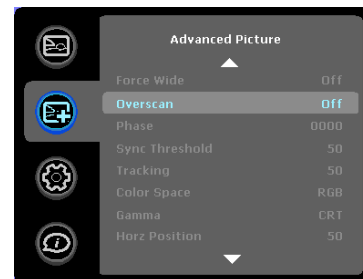 Advanced Picture
Force Wide Off
Overscan Off
Phase 0000
Sync Threshold 50
Tracking 50
Color Space RGB
Gamma CRT
Horz Position 50